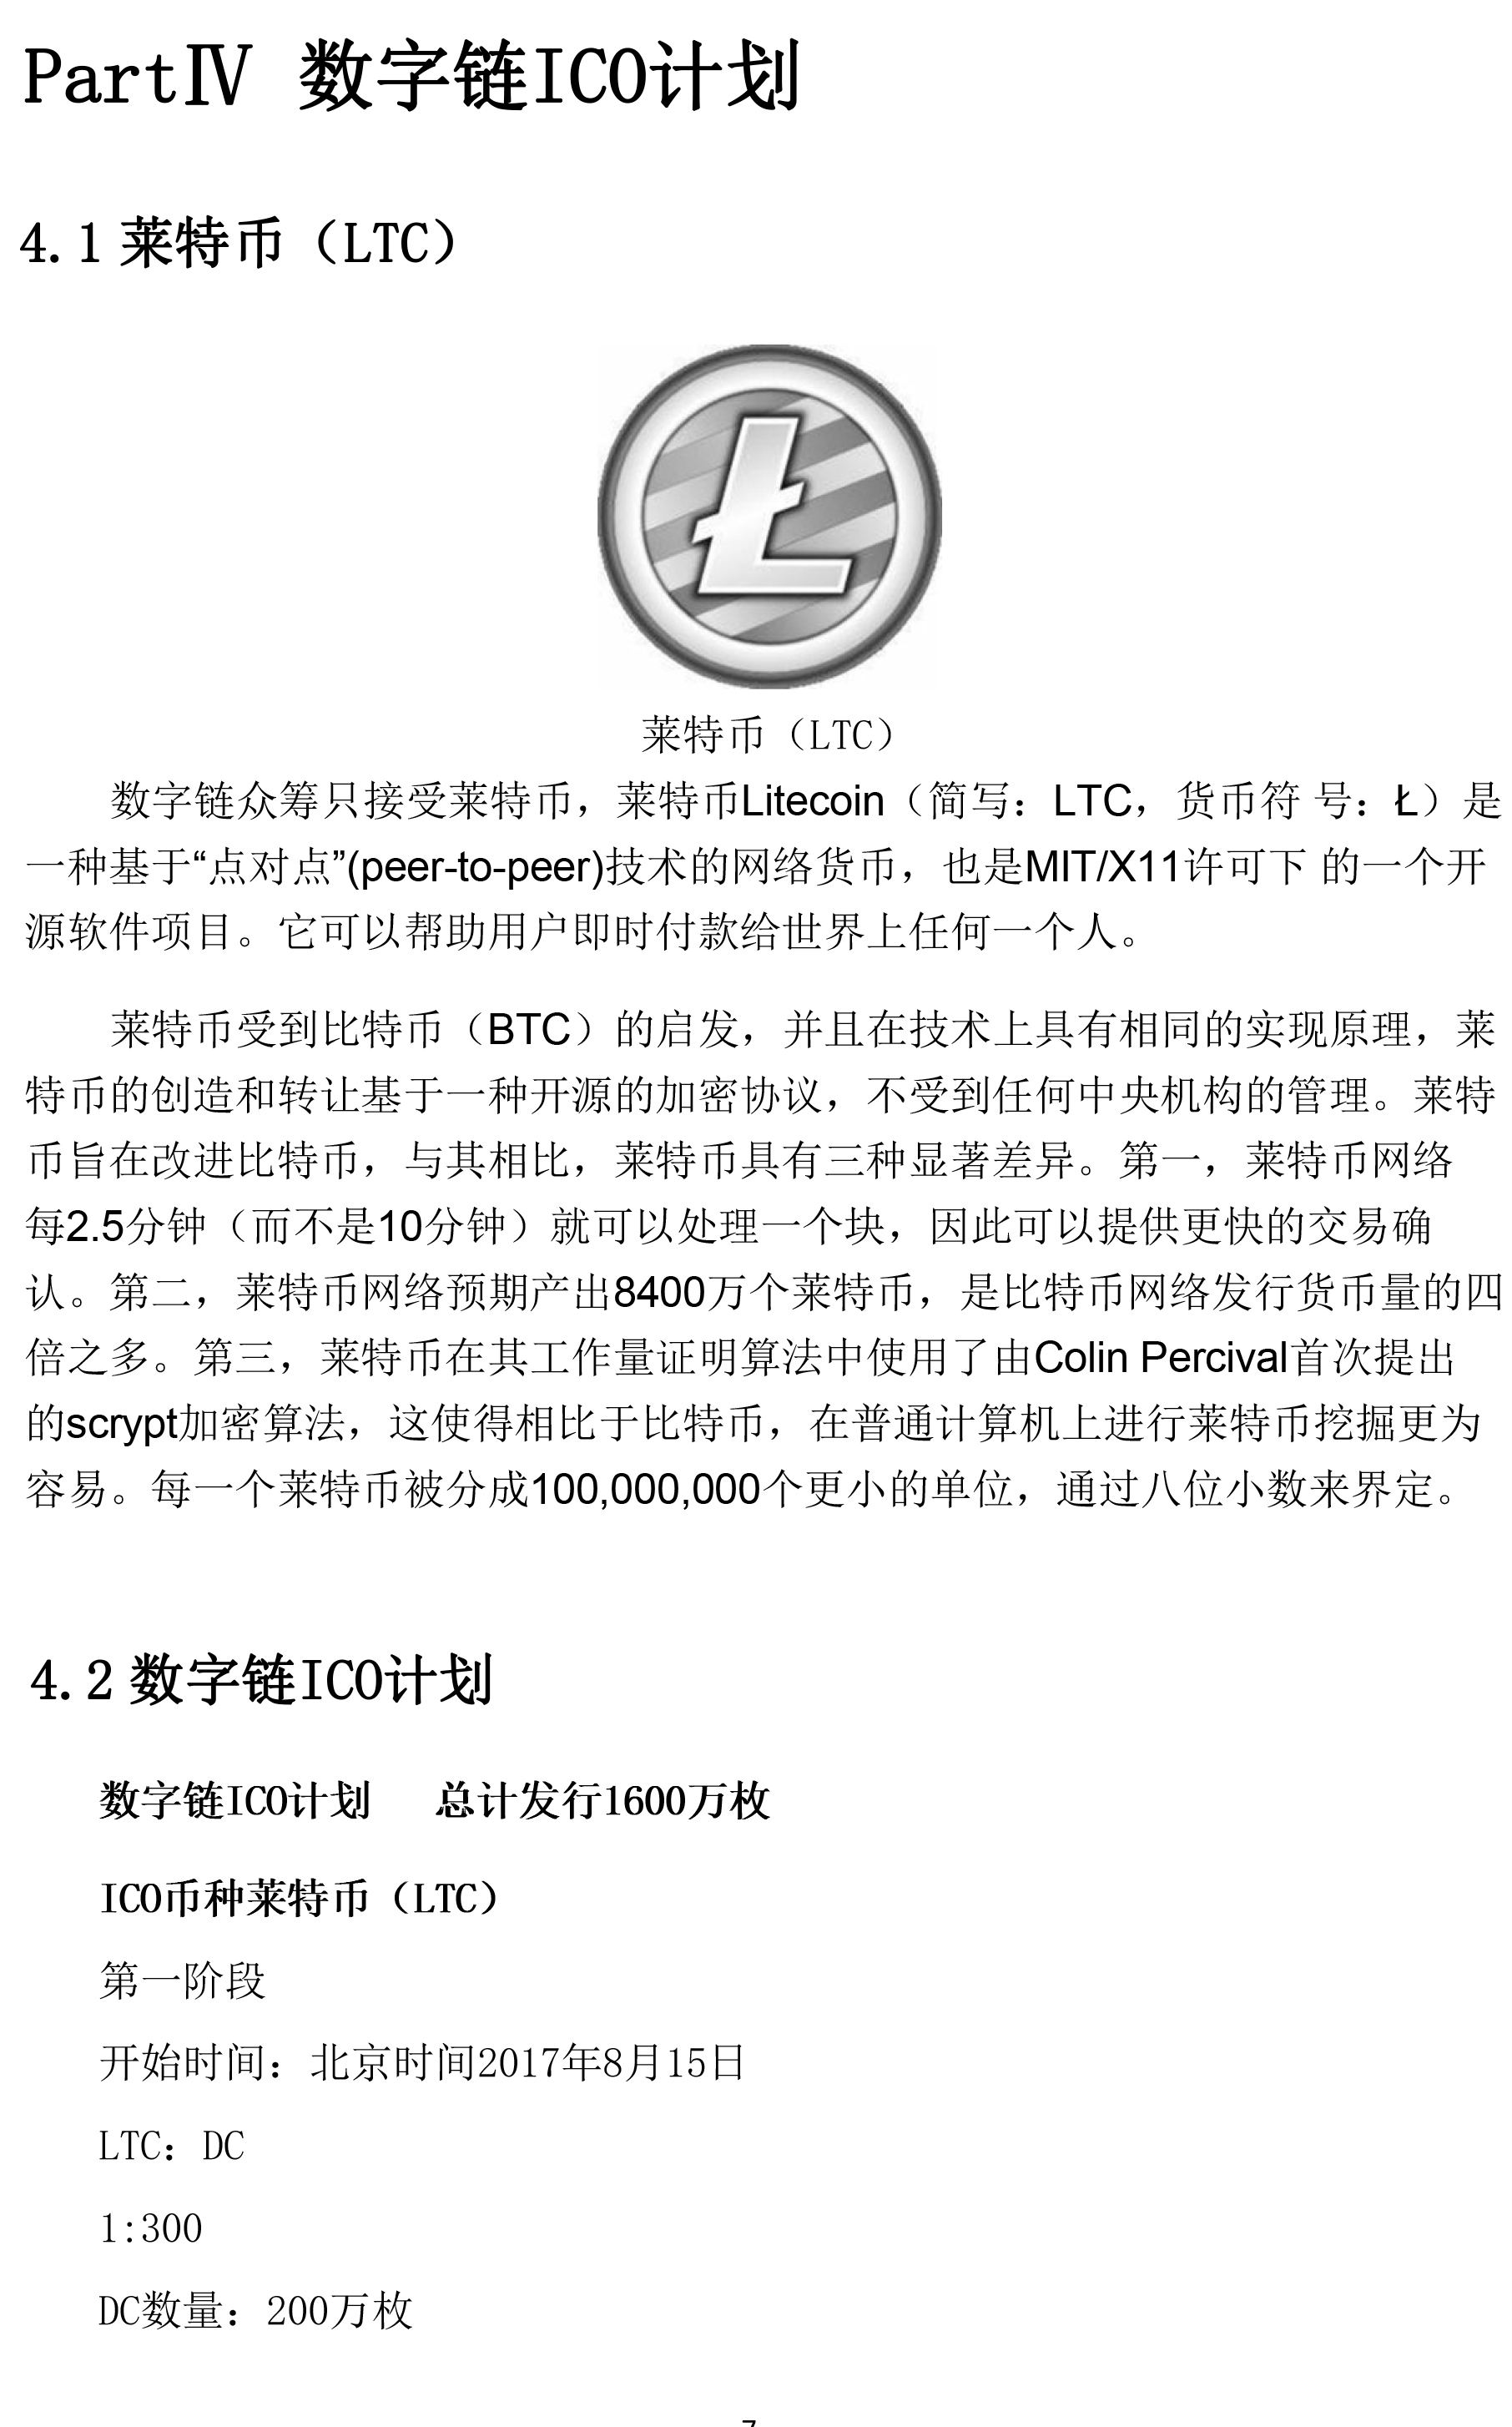 PartⅣ 数字链ICO计划
4.1 莱特币（LTC）
Ł
莱特币（LTC）
数字链众筹只接受莱特币，莱特币Litecoin（简写：LTC，货币符 号：Ł）是
一种基于“点对点”(peer-to-peer)技术的网络货币，也是MIT/X11许可下 的一个开
源软件项目。它可以帮助用户即时付款给世界上任何一个人。
莱特币受到比特币（BTC）的启发，并且在技术上具有相同的实现原理，莱
特币的创造和转让基于一种开源的加密协议，不受到任何中央机构的管理。莱特
币旨在改进比特币，与其相比，莱特币具有三种显著差异。第一，莱特币网络
每2.5分钟（而不是10分钟）就可以处理一个块，因此可以提供更快的交易确
认。第二，莱特币网络预期产出8400万个莱特币，是比特币网络发行货币量的四
倍之多。第三，莱特币在其工作量证明算法中使用了由Colin Percival首次提出
的scrypt加密算法，这使得相比于比特币，在普通计算机上进行莱特币挖掘更为
容易。每一个莱特币被分成100,000,000个更小的单位，通过八位小数来界定。
4.2 数字链ICO计划
数字链ICO计划 总计发行1600万枚
ICO币种莱特币（LTC）
第一阶段
开始时间：北京时间2017年8月15日
LTC：DC
1:300
DC数量：200万枚